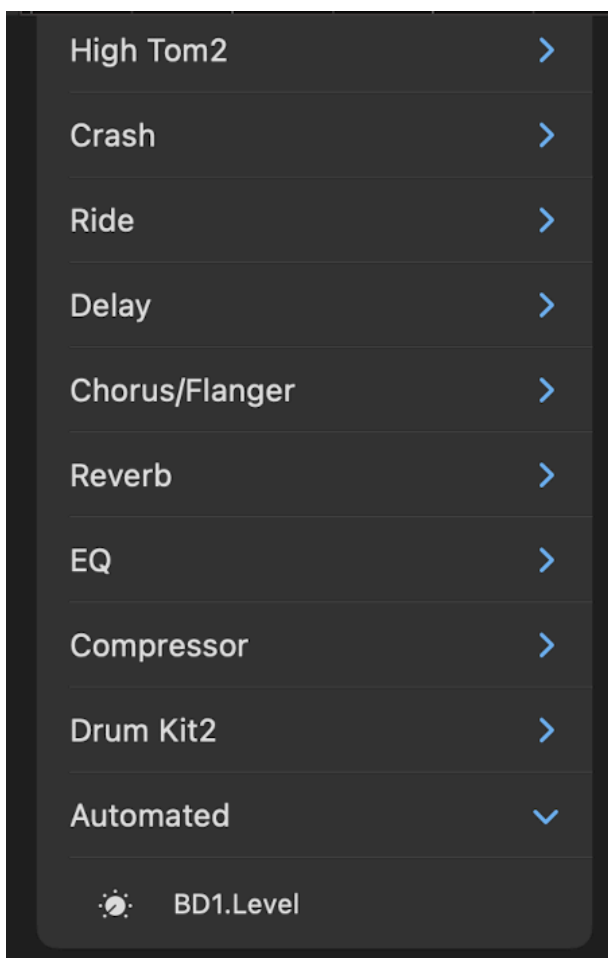 High Tom2
Crash
Ride
Delay
Chorus/Flanger
Reverb
EQ
Compressor
Drum Kit2
Automated
BD1.Level